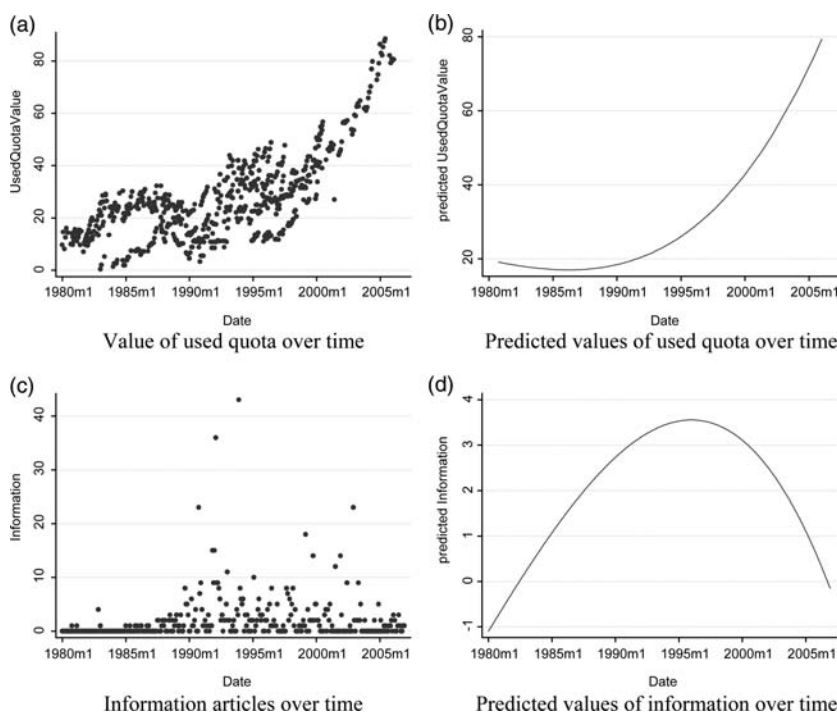 (a)
UsedQuotaValue
80
60
40
20
0
1980m1 1985m1 1990m1 1995m1 2000m1 2005m1
Date
Value of used quota over time
(b)
predicted UsedQuotaValue
80
60
40
20
1980m1 1985m1 1990m1 1995m1 2000m1 2005m1
Date
Predicted values of used quota over time
(c)
Information
40
30
20
10
0
1980m1 1985m1 1990m1 1995m1 2000m1 2005m1
Date
Information articles over time
(d)
predicted Information
4
3
2
1
0
-1
1980m1 1985m1 1990m1 1995m1 2000m1 2005m1
Date
Predicted values of information over time